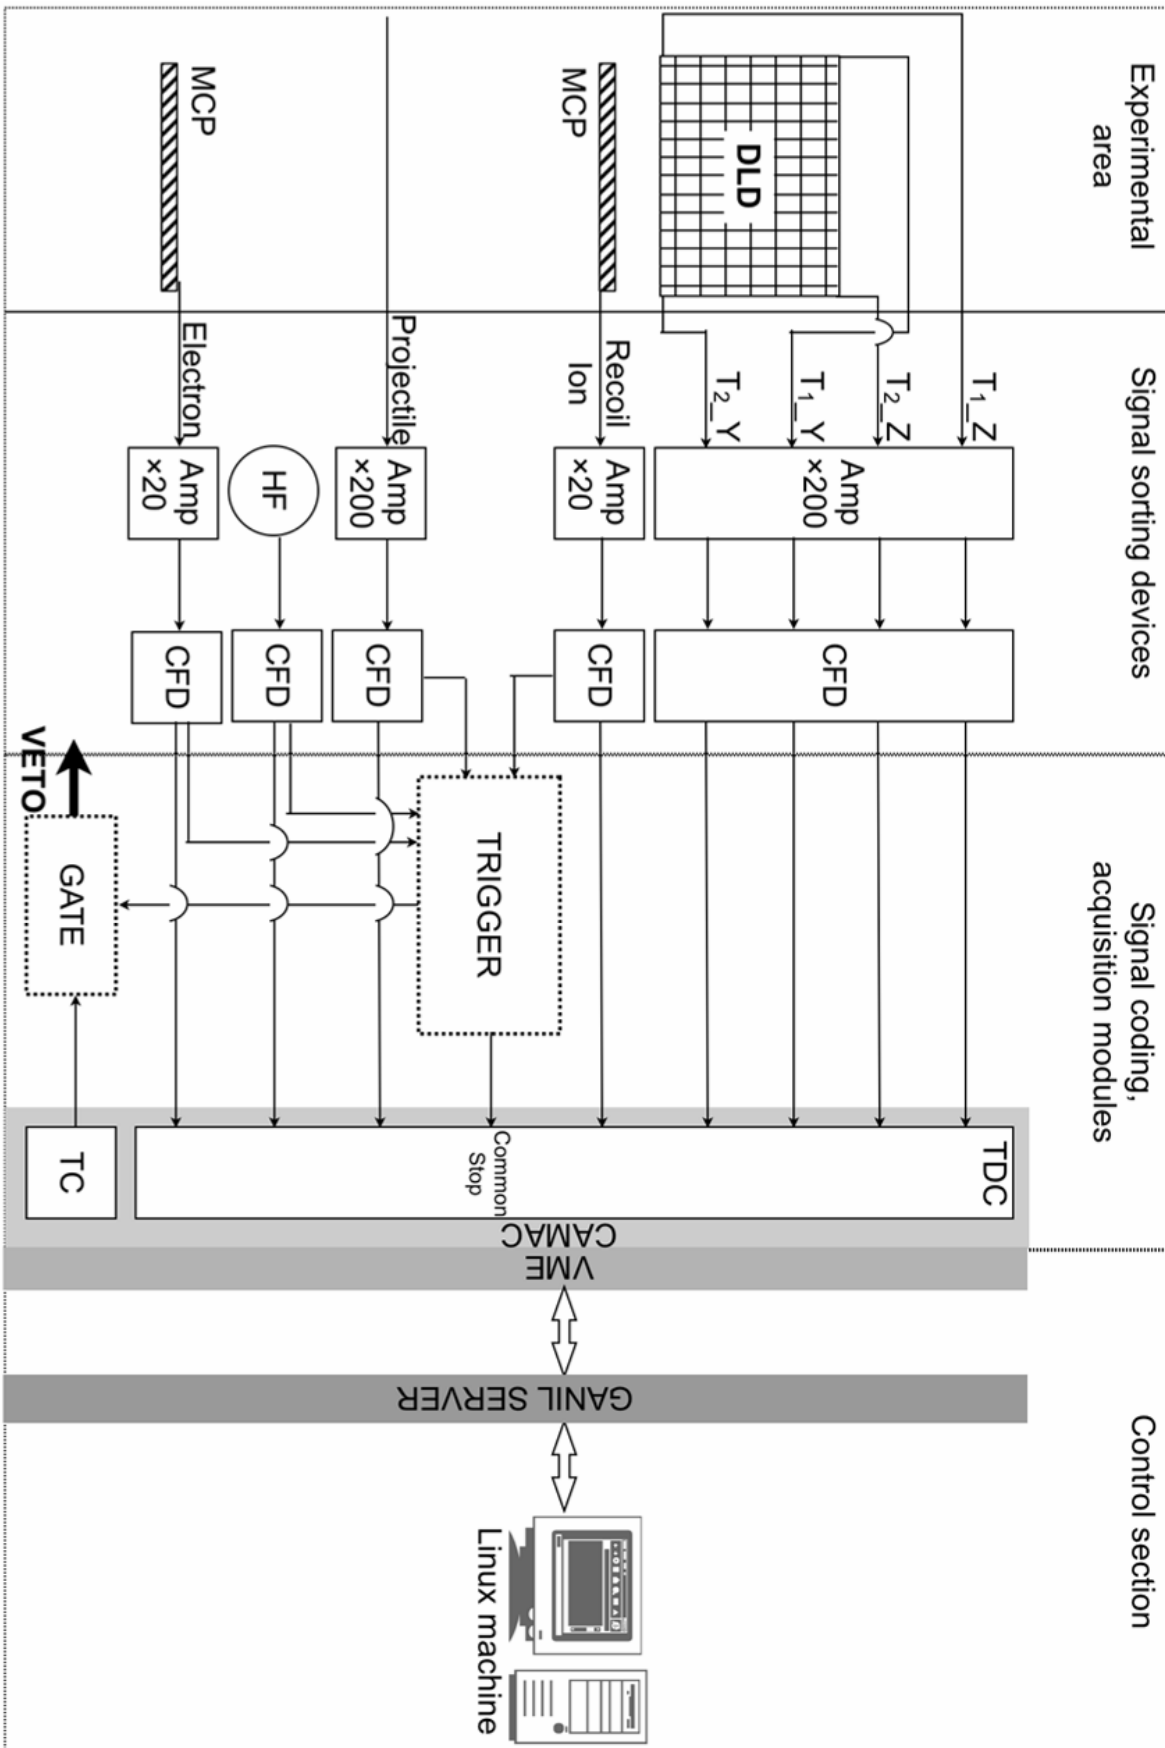 Experimental
area
Signal sorting devices
Signal coding,
acquisition modules
Control section
DLD
MCP
MCP
T₁_Z
T₂_Z
T₁_Y
T₂_Y
Recoil
Ion
Projectile
Electron
Amp
×200
Amp
×20
Amp
×200
HF
Amp
×20
CFD
CFD
CFD
CFD
CFD
TRIGGER
GATE
VETO
TDC
Common
Stop
TC
CAMAC
VME
GANIL SERVER
Linux machine